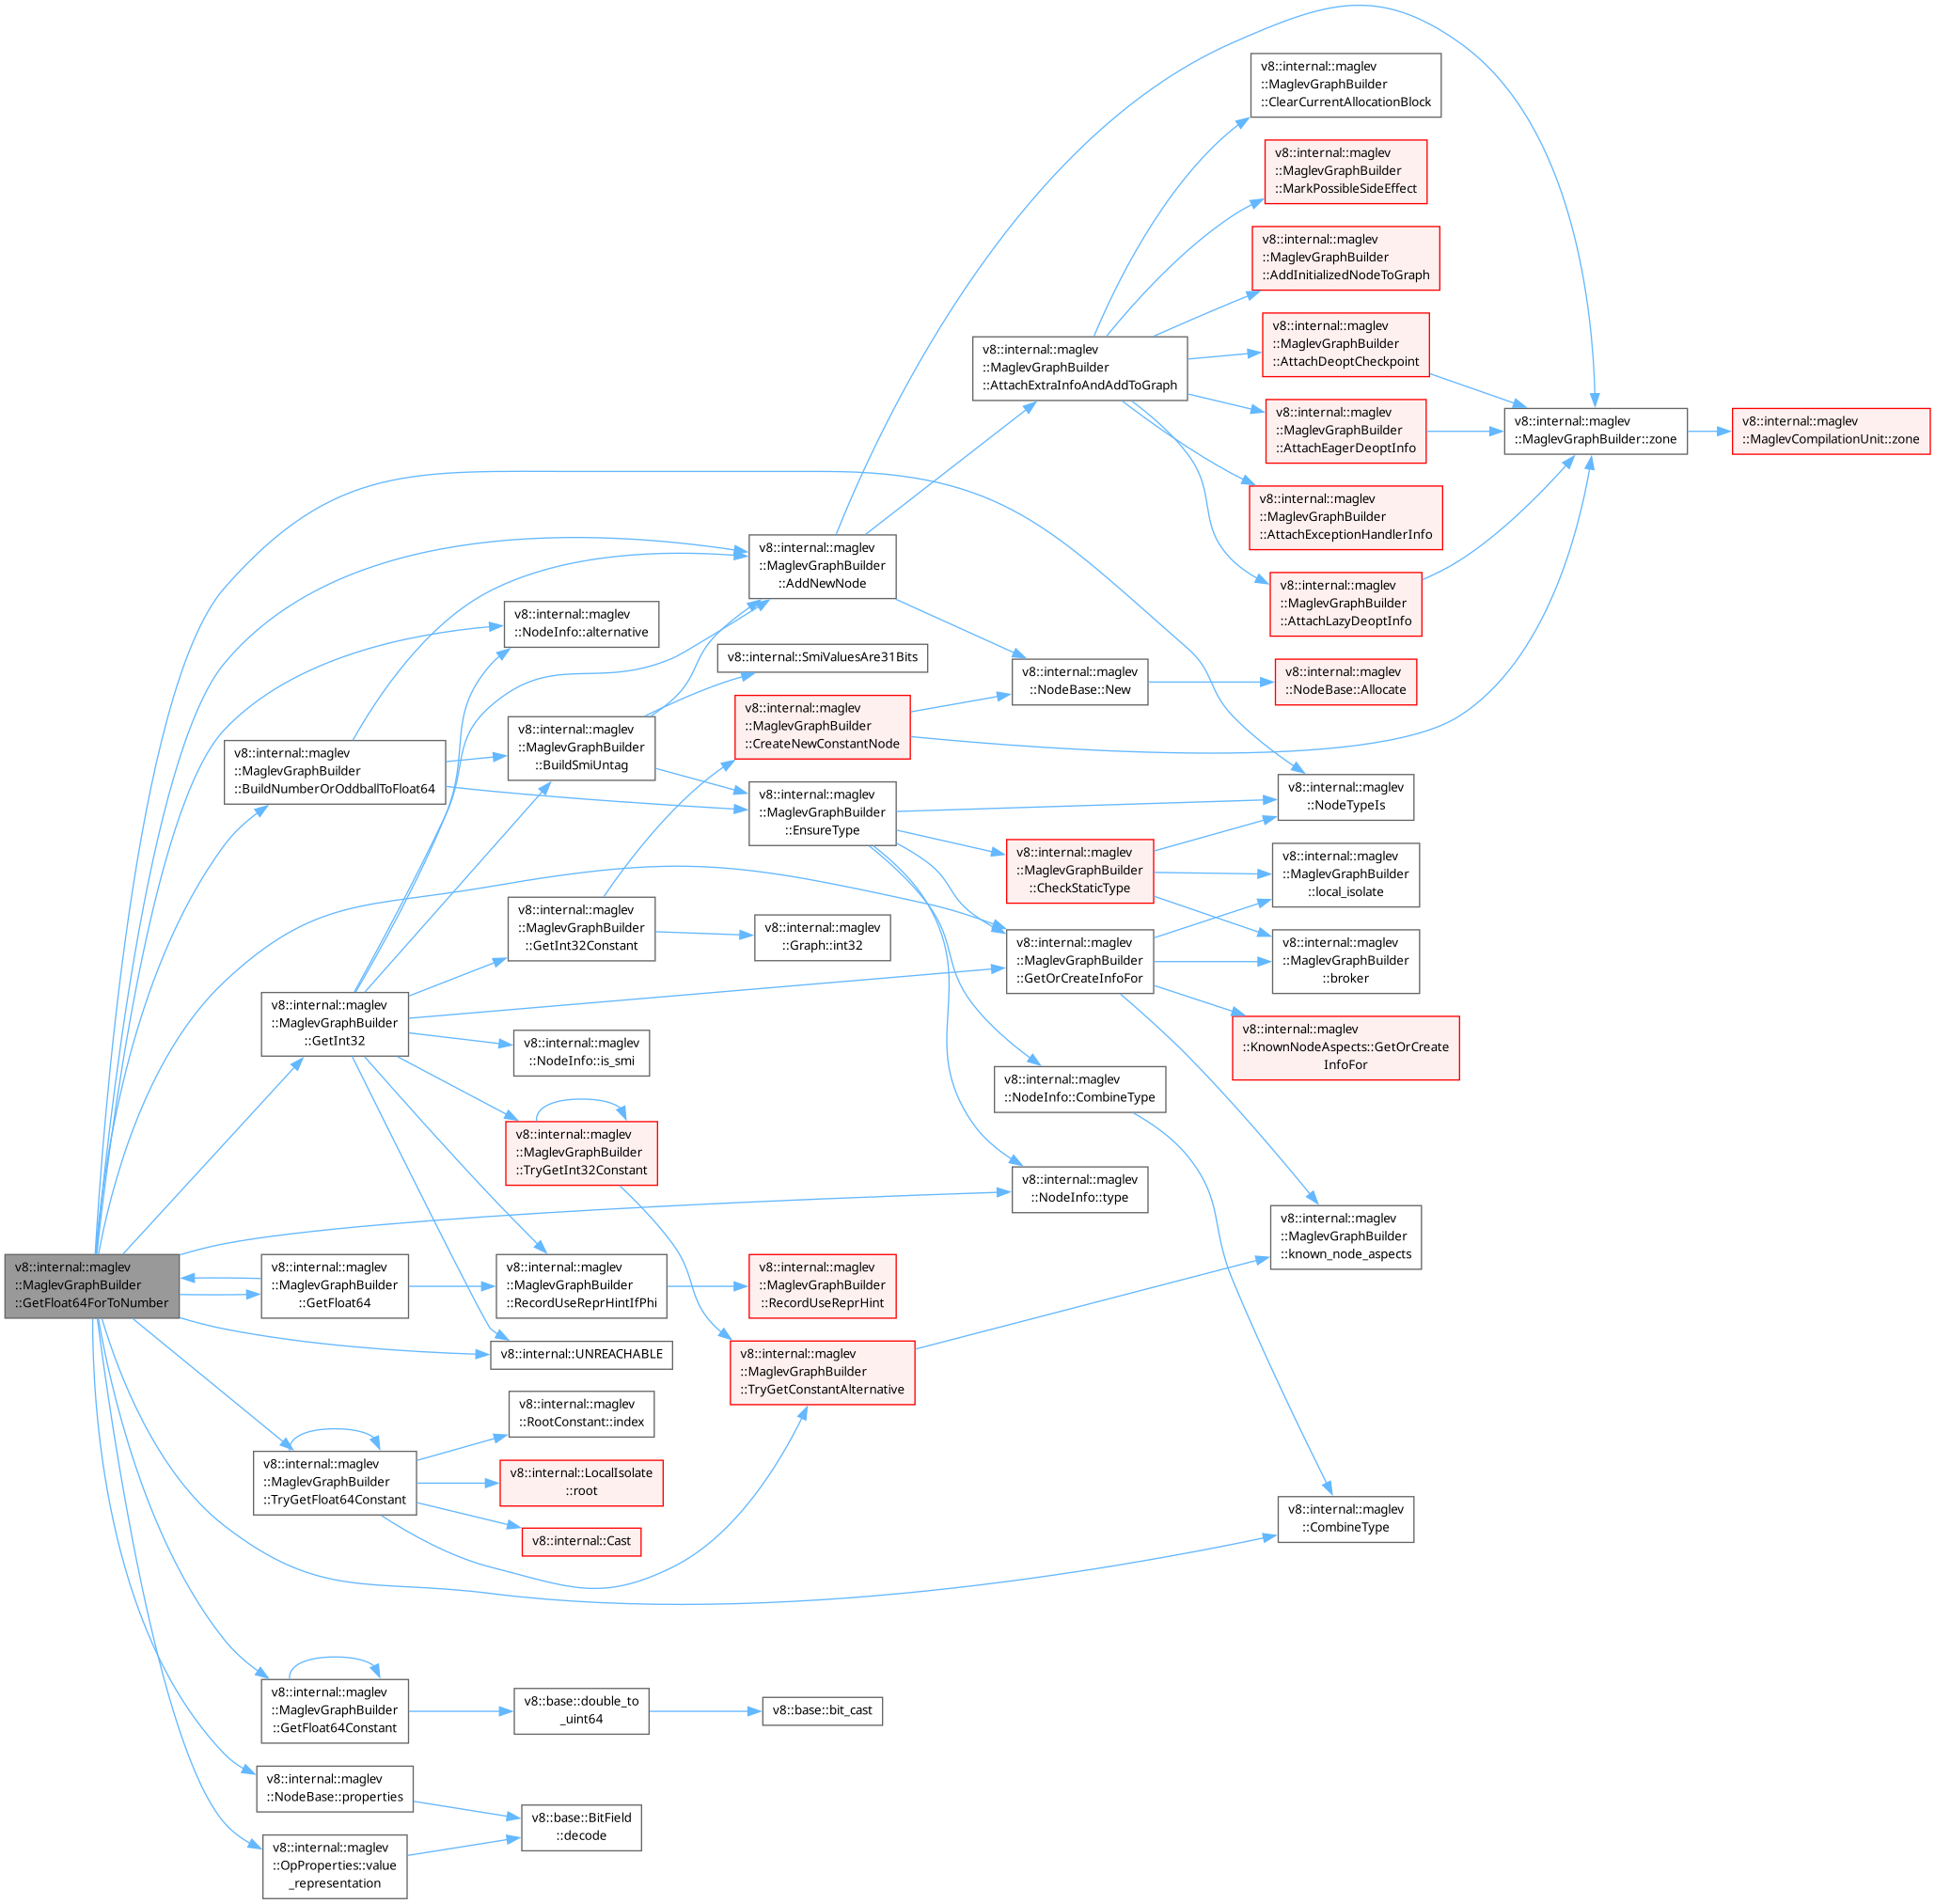 v8::internal::maglev
::MaglevGraphBuilder
::GetFloat64ForToNumber
v8::internal::maglev
::MaglevGraphBuilder
::BuildNumberOrOddballToFloat64
v8::internal::maglev
::MaglevGraphBuilder
::GetInt32
v8::internal::maglev
::MaglevGraphBuilder
::GetFloat64
v8::internal::maglev
::MaglevGraphBuilder
::TryGetFloat64Constant
v8::internal::maglev
::MaglevGraphBuilder
::GetFloat64Constant
v8::internal::maglev
::NodeBase::properties
v8::internal::maglev
::OpProperties::value
_representation
v8::internal::maglev
::NodeInfo::alternative
v8::internal::maglev
::MaglevGraphBuilder
::BuildSmiUntag
v8::internal::maglev
::MaglevGraphBuilder
::GetInt32Constant
v8::internal::maglev
::NodeInfo::is_smi
v8::internal::maglev
::MaglevGraphBuilder
::TryGetInt32Constant
v8::internal::maglev
::MaglevGraphBuilder
::RecordUseReprHintIfPhi
v8::internal::UNREACHABLE
v8::internal::maglev
::RootConstant::index
v8::internal::LocalIsolate
::root
v8::internal::Cast
v8::base::double_to
_uint64
v8::base::BitField
::decode
v8::internal::maglev
::MaglevGraphBuilder
::AddNewNode
v8::internal::SmiValuesAre31Bits
v8::internal::maglev
::MaglevGraphBuilder
::CreateNewConstantNode
v8::internal::maglev
::MaglevGraphBuilder
::EnsureType
v8::internal::maglev
::Graph::int32
v8::internal::maglev
::MaglevGraphBuilder
::RecordUseReprHint
v8::internal::maglev
::MaglevGraphBuilder
::TryGetConstantAlternative
v8::base::bit_cast
v8::internal::maglev
::MaglevGraphBuilder
::AttachExtraInfoAndAddToGraph
v8::internal::maglev
::NodeBase::New
v8::internal::maglev
::MaglevGraphBuilder
::CheckStaticType
v8::internal::maglev
::MaglevGraphBuilder
::GetOrCreateInfoFor
v8::internal::maglev
::NodeInfo::CombineType
v8::internal::maglev
::NodeInfo::type
v8::internal::maglev
::MaglevGraphBuilder
::ClearCurrentAllocationBlock
v8::internal::maglev
::MaglevGraphBuilder
::MarkPossibleSideEffect
v8::internal::maglev
::MaglevGraphBuilder
::AddInitializedNodeToGraph
v8::internal::maglev
::MaglevGraphBuilder
::AttachDeoptCheckpoint
v8::internal::maglev
::MaglevGraphBuilder
::AttachEagerDeoptInfo
v8::internal::maglev
::MaglevGraphBuilder
::AttachExceptionHandlerInfo
v8::internal::maglev
::MaglevGraphBuilder
::AttachLazyDeoptInfo
v8::internal::maglev
::NodeBase::Allocate
v8::internal::maglev
::NodeTypeIs
v8::internal::maglev
::MaglevGraphBuilder
::local_isolate
v8::internal::maglev
::MaglevGraphBuilder
::broker
v8::internal::maglev
::KnownNodeAspects::GetOrCreate
InfoFor
v8::internal::maglev
::MaglevGraphBuilder
::known_node_aspects
v8::internal::maglev
::CombineType
v8::internal::maglev
::MaglevGraphBuilder::zone
v8::internal::maglev
::MaglevCompilationUnit::zone